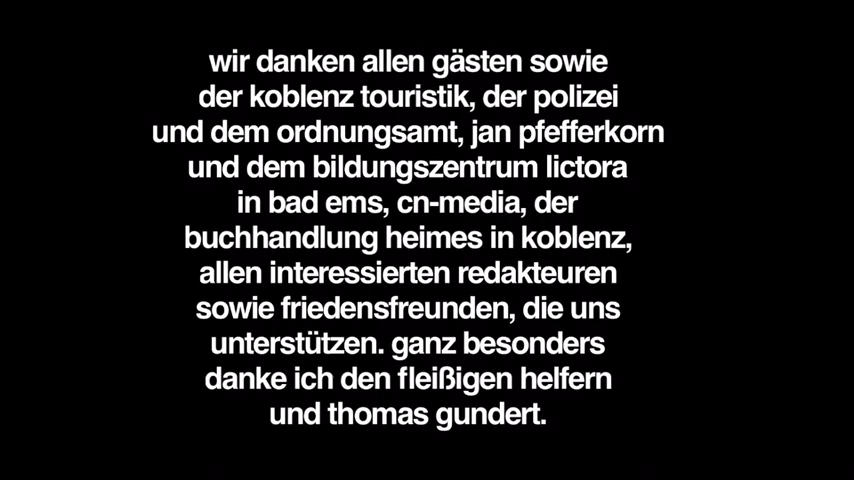 wir danken allen gästen sowie
der koblenz touristik, der polizei
und dem ordnungsamt, jan pfefferkorn
und dem bildungszentrum lictora
in bad ems, cn-media, der
buchhandlung heimes in koblenz,
allen interessierten redakteuren
sowie friedensfreunden, die uns
unterstützen. ganz besonders
danke ich den fleißigen helfern
und thomas gundert.